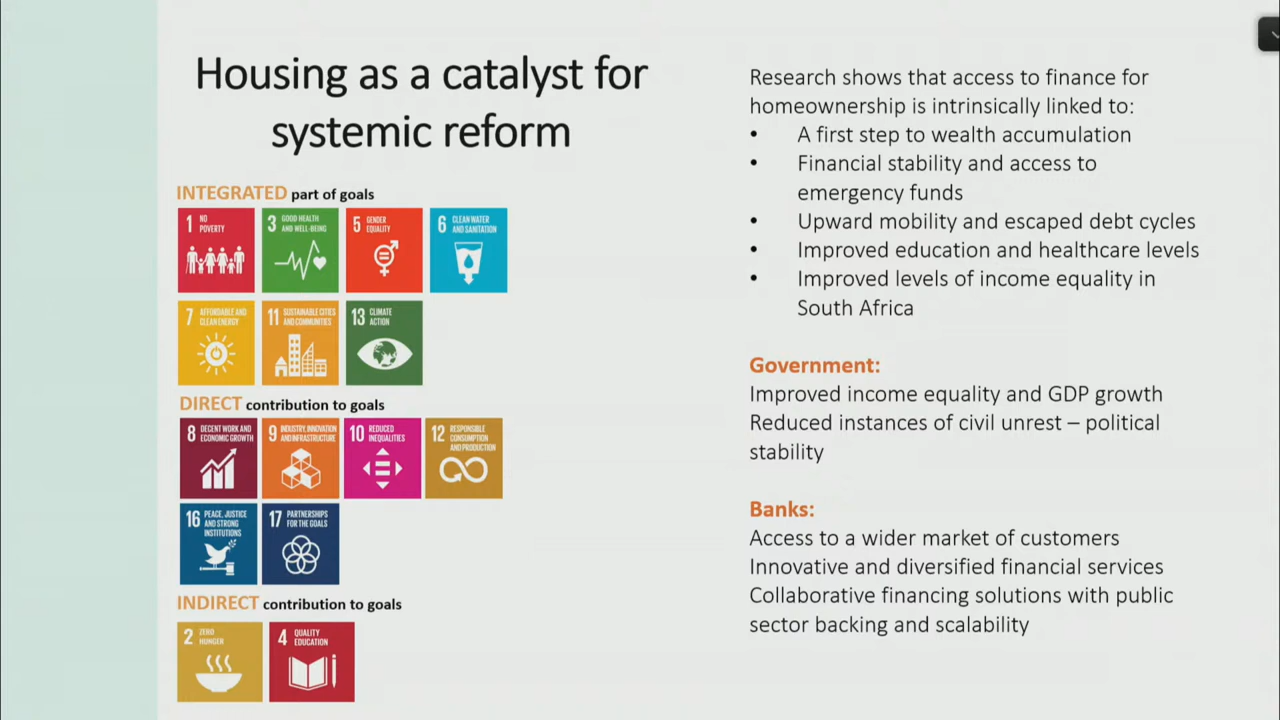 Housing as a catalyst for
systemic reform
INTEGRATED part of goals
1 NO
POVERTY
3 GOOD HEALTH
AND WELL-BEING
5 GENDER
EQUALITY
6 CLEAN WATER
AND SANITATION
7 AFFORDABLE AND
CLEAN ENERGY
11 SUSTAINABLE CITIES
AND COMMUNITIES
13 CLIMATE
ACTION
DIRECT contribution to goals
8 DECENT WORK AND
ECONOMIC GROWTH
9 INDUSTRY, INNOVATION
AND INFRASTRUCTURE
10 REDUCED
INEQUALITIES
12 RESPONSIBLE
CONSUMPTION
AND PRODUCTION
16 PEACE, JUSTICE
AND STRONG
INSTITUTIONS
17 PARTNERSHIPS
FOR THE GOALS
INDIRECT contribution to goals
2 ZERO
HUNGER
4 QUALITY
EDUCATION
Research shows that access to finance for
homeownership is intrinsically linked to:
• A first step to wealth accumulation
• Financial stability and access to
emergency funds
• Upward mobility and escaped debt cycles
• Improved education and healthcare levels
• Improved levels of income equality in
South Africa
Government:
Improved income equality and GDP growth
Reduced instances of civil unrest – political
stability
Banks:
Access to a wider market of customers
Innovative and diversified financial services
Collaborative financing solutions with public
sector backing and scalability